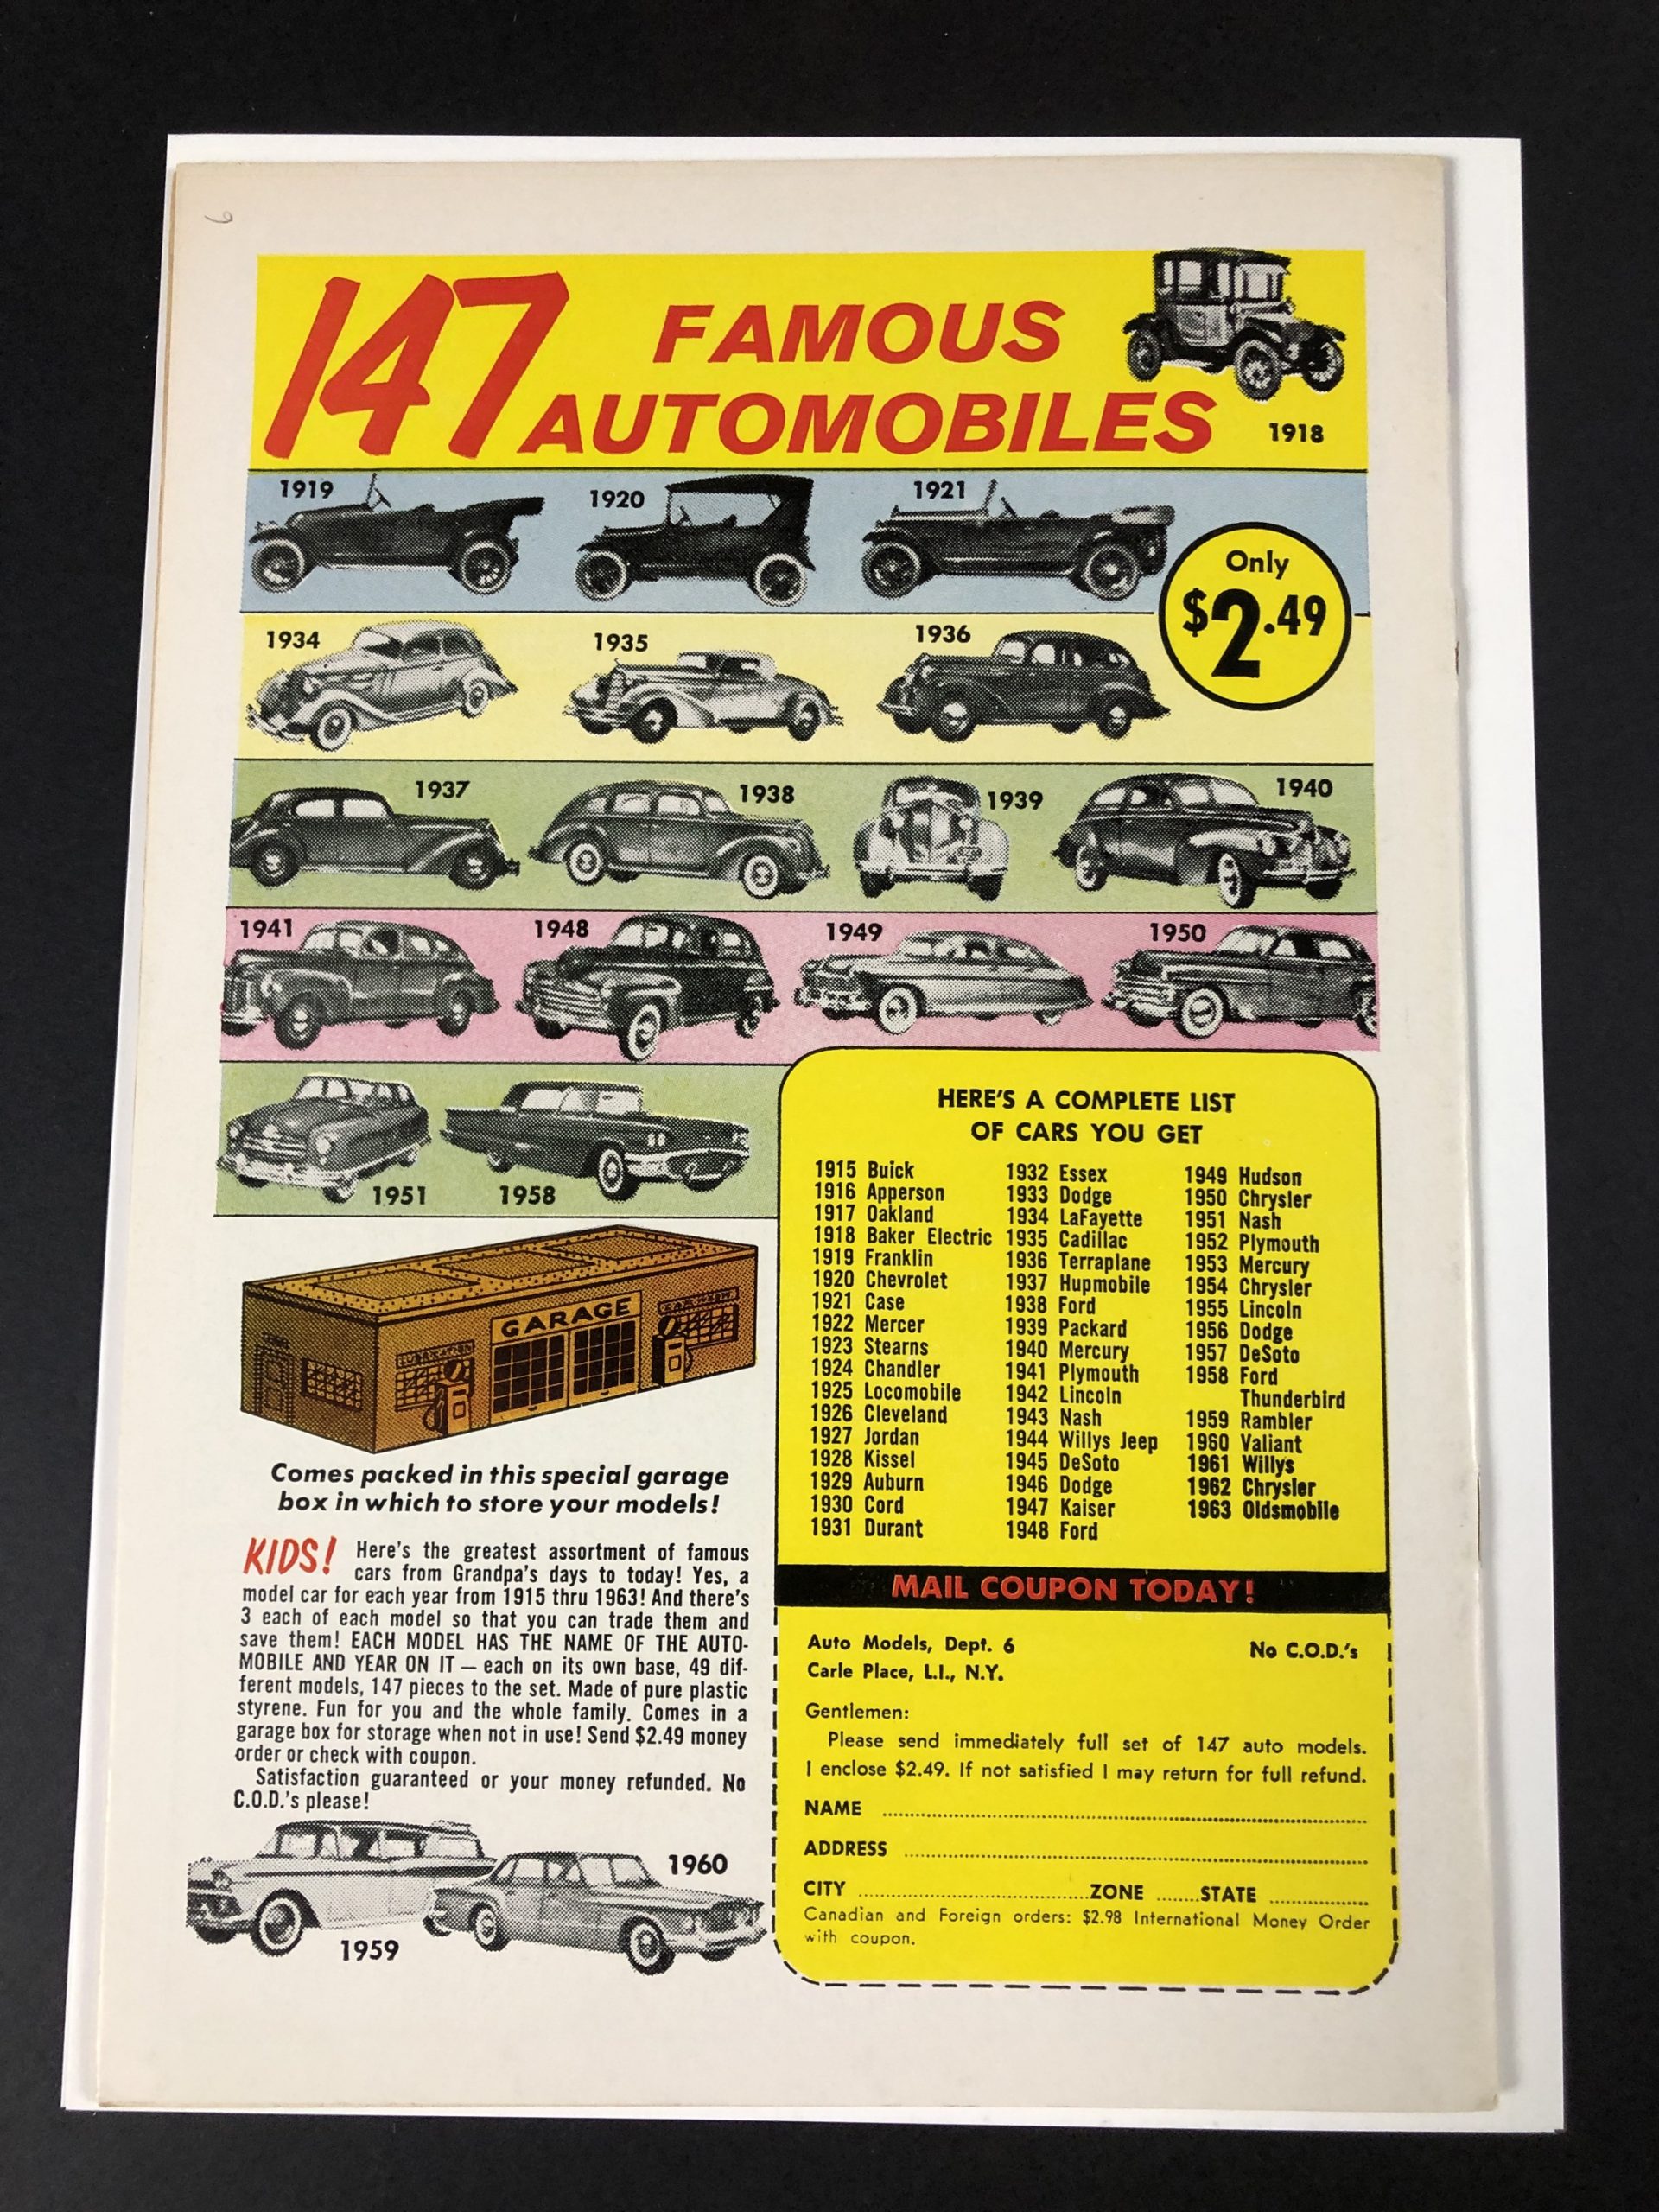 147 FAMOUS
AUTOMOBILES
1918
1919
1920
1921
Only
$2.49
1934
1935
1936
1937
1938
1939
1940
1941
1948
1949
1950
1951
1958
GARAGE
LUBRICATION
CAR WASH
Comes packed in this special garage
box in which to store your models!
KIDS! Here's the greatest assortment of famous
cars from Grandpa's days to today! Yes, a
model car for each year from 1915 thru 1963! And there's
3 each of each model so that you can trade them and
save them! EACH MODEL HAS THE NAME OF THE AUTO-
MOBILE AND YEAR ON IT — each on its own base, 49 dif-
ferent models, 147 pieces to the set. Made of pure plastic
styrene. Fun for you and the whole family. Comes in a
garage box for storage when not in use! Send $2.49 money
order or check with coupon.
Satisfaction guaranteed or your money refunded. No
C.O.D.'s please!
1959
1960
HERE'S A COMPLETE LIST
OF CARS YOU GET
1915 Buick
1916 Apperson
1917 Oakland
1918 Baker Electric
1919 Franklin
1920 Chevrolet
1921 Case
1922 Mercer
1923 Stearns
1924 Chandler
1925 Locomobile
1926 Cleveland
1927 Jordan
1928 Kissel
1929 Auburn
1930 Cord
1931 Durant
1932 Essex
1933 Dodge
1934 LaFayette
1935 Cadillac
1936 Terraplane
1937 Hupmobile
1938 Ford
1939 Packard
1940 Mercury
1941 Plymouth
1942 Lincoln
1943 Nash
1944 Willys Jeep
1945 DeSoto
1946 Dodge
1947 Kaiser
1948 Ford
1949 Hudson
1950 Chrysler
1951 Nash
1952 Plymouth
1953 Mercury
1954 Chrysler
1955 Lincoln
1956 Dodge
1957 DeSoto
1958 Ford
Thunderbird
1959 Rambler
1960 Valiant
1961 Willys
1962 Chrysler
1963 Oldsmobile
MAIL COUPON TODAY!
Auto Models, Dept. 6 No C.O.D.'s
Carle Place, L.I., N.Y.
Gentlemen:
Please send immediately full set of 147 auto models.
I enclose $2.49. If not satisfied I may return for full refund.
NAME
ADDRESS
CITY ZONE STATE
Canadian and Foreign orders: $2.98 International Money Order
with coupon.